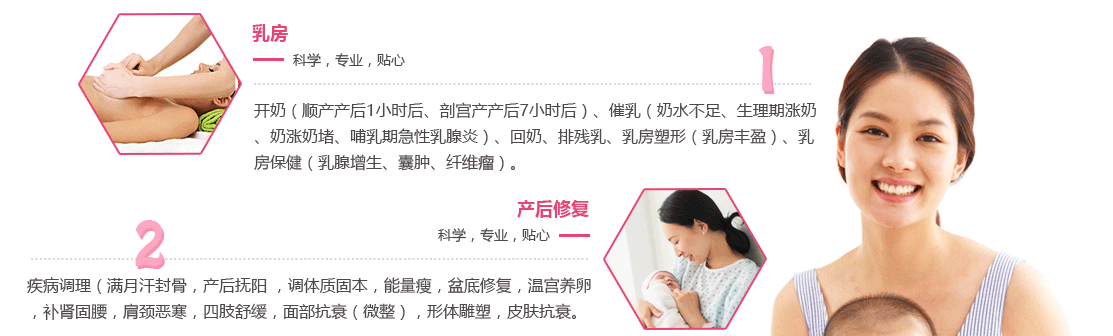 乳房
科学，专业，贴心
1
开奶（顺产产后1小时后、剖宫产产后7小时后）、催乳（奶水不足、生理期涨奶
、奶涨奶堵、哺乳期急性乳腺炎）、回奶、排残乳、乳房塑形（乳房丰盈）、乳
房保健（乳腺增生、囊肿、纤维瘤）。
产后修复
科学，专业，贴心
2
疾病调理（满月汗封骨，产后抚阳 ，调体质固本，能量瘦，盆底修复，温宫养卵
，补肾固腰，肩颈恶寒，四肢舒缓，面部抗衰（微整），形体雕塑，皮肤抗衰。